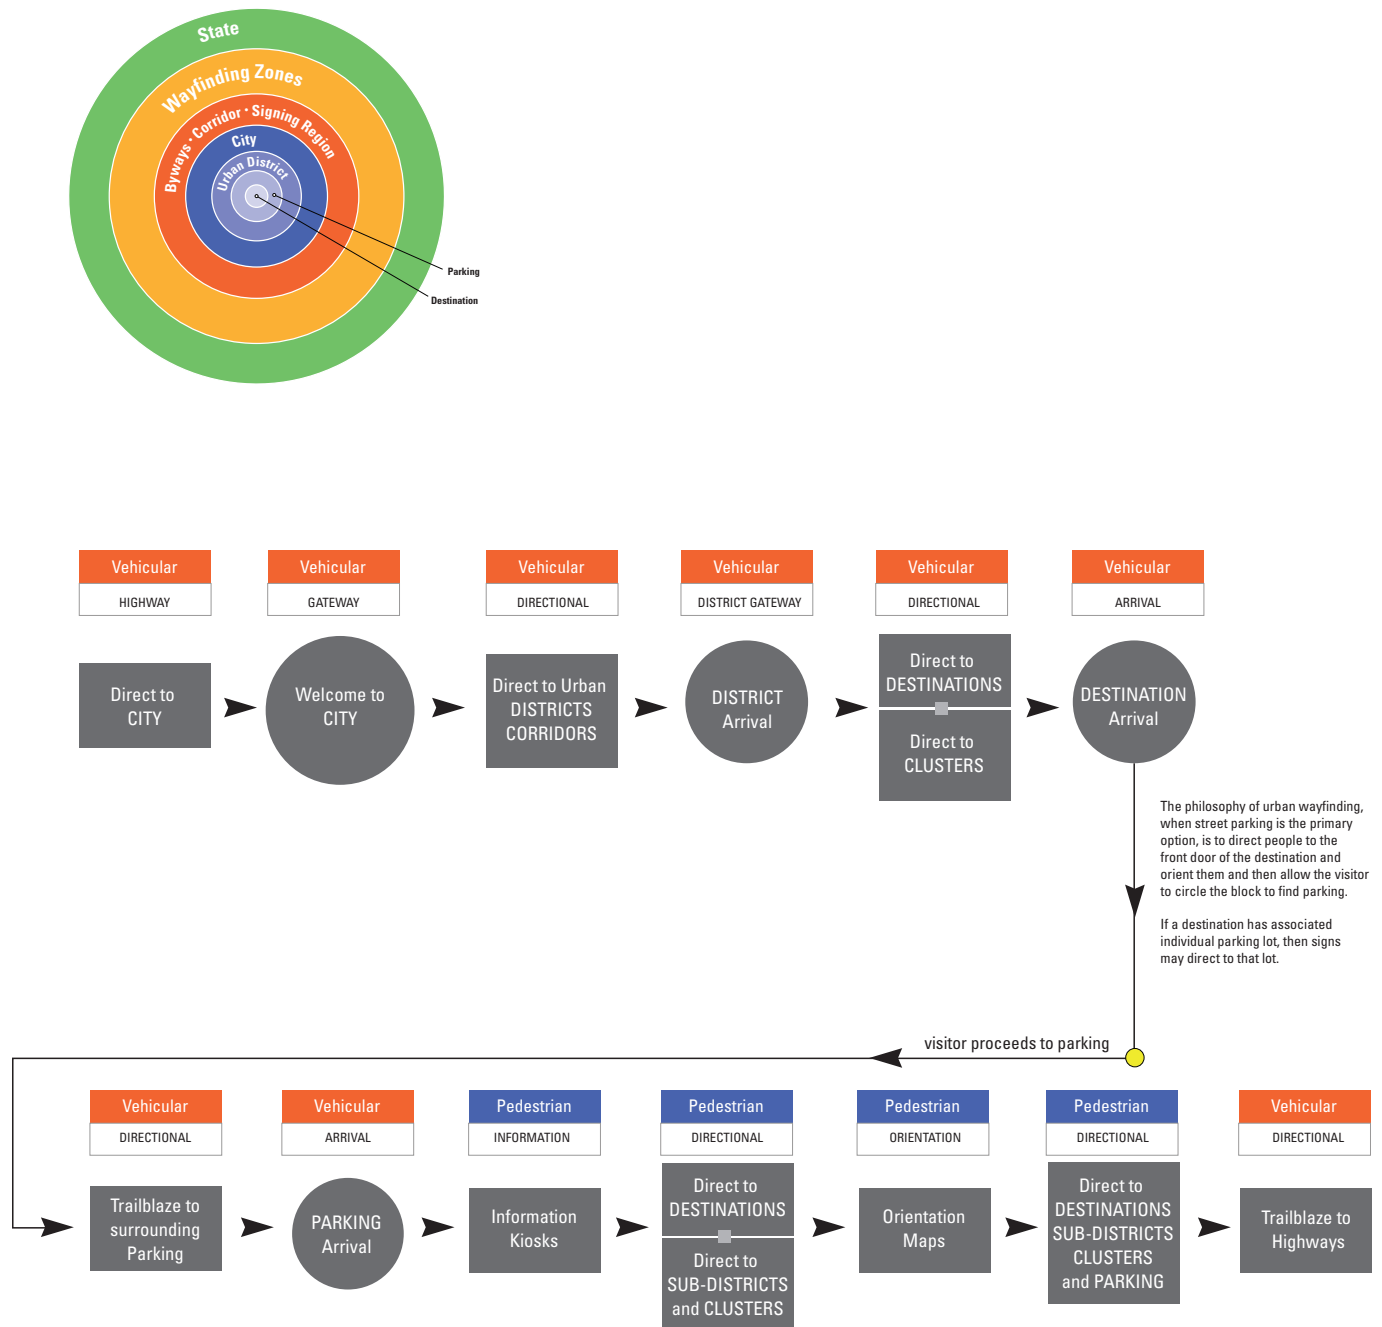 State
Wayfinding Zones
Byways • Corridor • Signing Region
City
Urban District
Parking
Destination
Vehicular
HIGHWAY
Direct to
CITY
Vehicular
GATEWAY
Welcome to
CITY
Vehicular
DIRECTIONAL
Direct to Urban
DISTRICTS
CORRIDORS
Vehicular
DISTRICT GATEWAY
DISTRICT
Arrival
Vehicular
DIRECTIONAL
Direct to
DESTINATIONS
Direct to
CLUSTERS
Vehicular
ARRIVAL
DESTINATION
Arrival
The philosophy of urban wayfinding,
when street parking is the primary
option, is to direct people to the
front door of the destination and
orient them and then allow the visitor
to circle the block to find parking.
If a destination has associated
individual parking lot, then signs
may direct to that lot.
visitor proceeds to parking
Vehicular
DIRECTIONAL
Trailblaze to
surrounding
Parking
Vehicular
ARRIVAL
PARKING
Arrival
Pedestrian
INFORMATION
Information
Kiosks
Pedestrian
DIRECTIONAL
Direct to
DESTINATIONS
Direct to
SUB-DISTRICTS
and CLUSTERS
Pedestrian
ORIENTATION
Orientation
Maps
Pedestrian
DIRECTIONAL
Direct to
DESTINATIONS
SUB-DISTRICTS
CLUSTERS
and PARKING
Vehicular
DIRECTIONAL
Trailblaze to
Highways